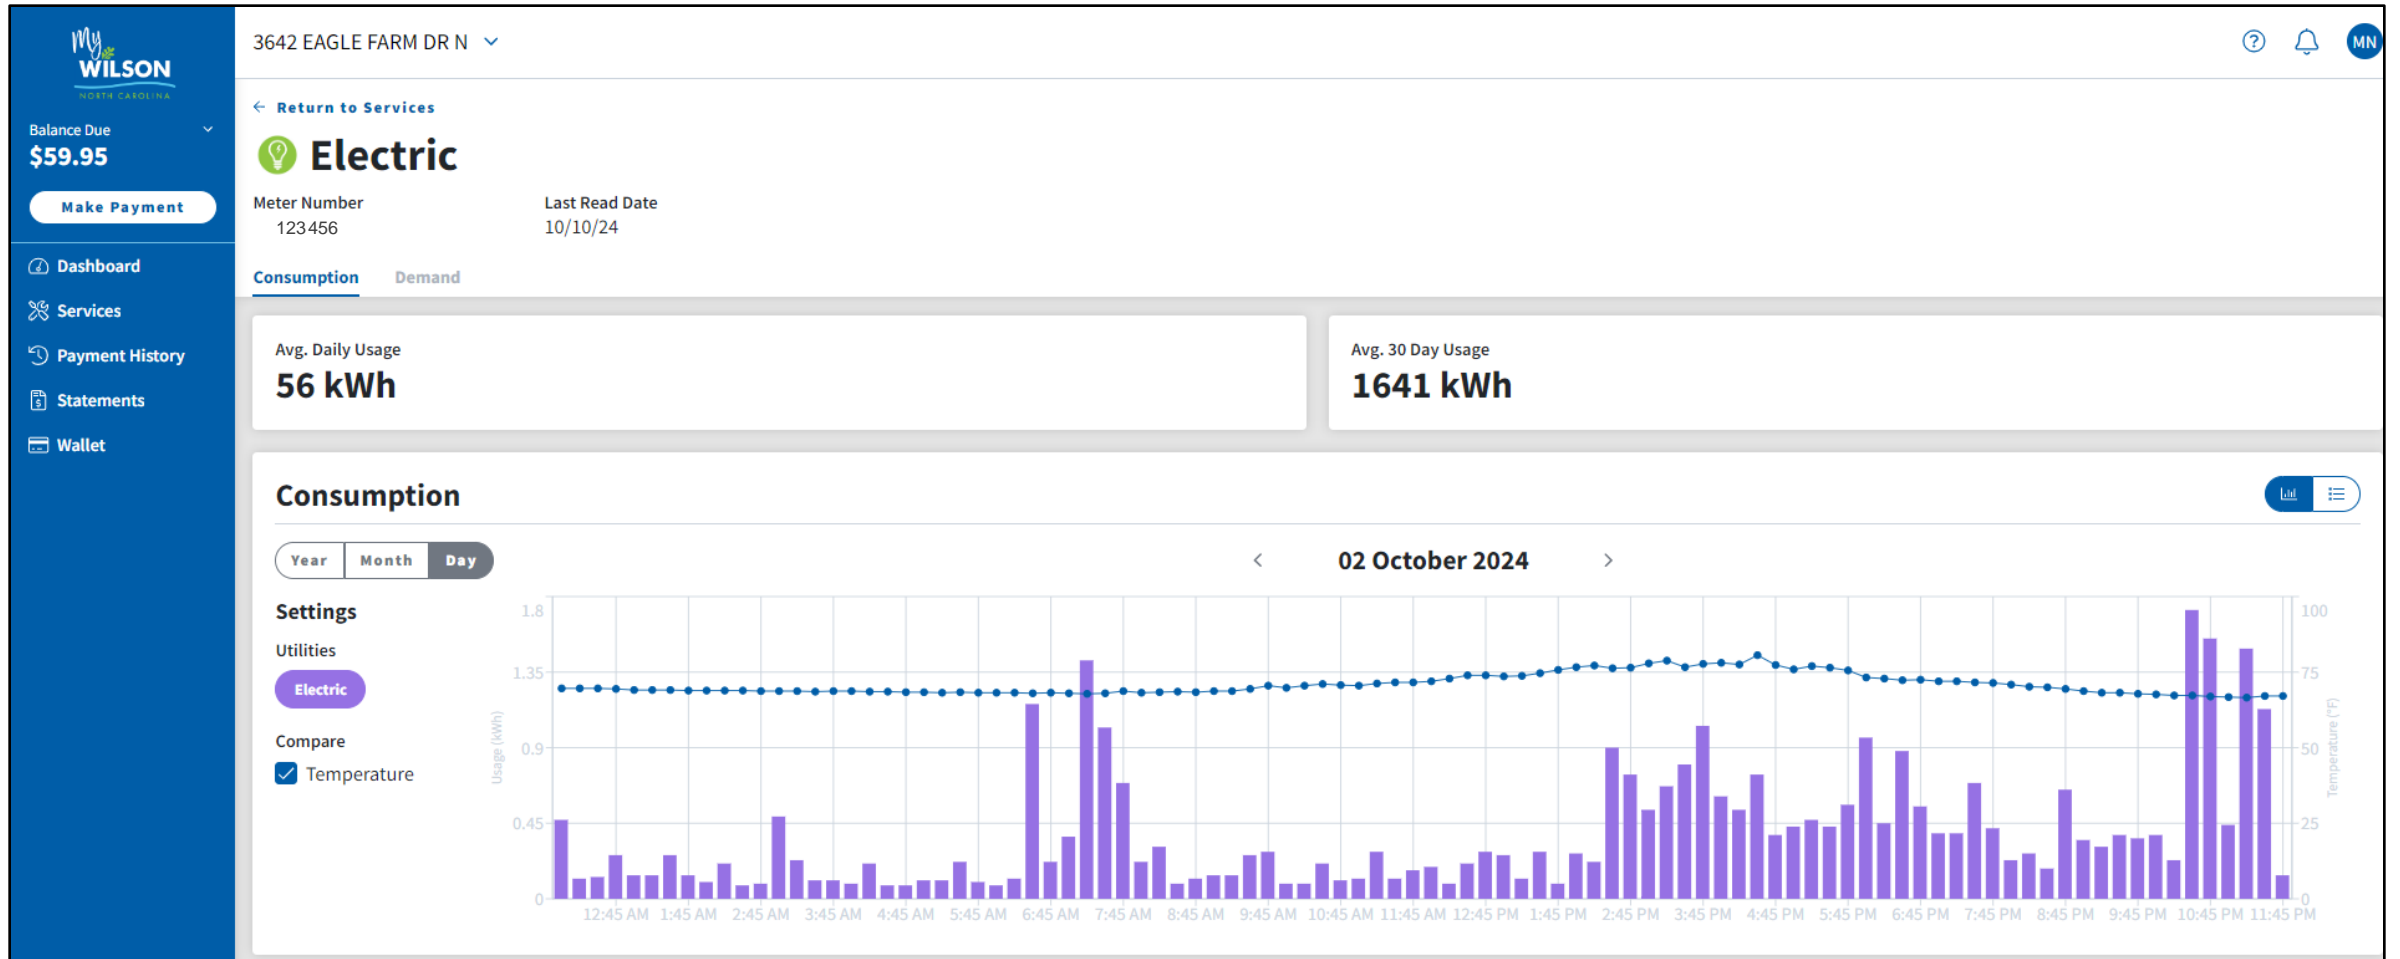 My
WILSON
NORTH CAROLINA
Balance Due
$59.95
Make Payment
Dashboard
Services
Payment History
Statements
Wallet
3642 EAGLE FARM DR N
?
MN
← Return to Services
Electric
Meter Number
123456
Last Read Date
10/10/24
Consumption Demand
Avg. Daily Usage
56 kWh
Avg. 30 Day Usage
1641 kWh
Consumption
Year Month Day
02 October 2024
Settings
Utilities
Electric
Compare
Temperature
Usage (kWh)
1.8
1.35
0.9
0.45
0
100
75
50
25
0
Temperature (°F)
12:45 AM 1:45 AM 2:45 AM 3:45 AM 4:45 AM 5:45 AM 6:45 AM 7:45 AM 8:45 AM 9:45 AM 10:45 AM 11:45 AM 12:45 PM 1:45 PM 2:45 PM 3:45 PM 4:45 PM 5:45 PM 6:45 PM 7:45 PM 8:45 PM 9:45 PM 10:45 PM 11:45 PM